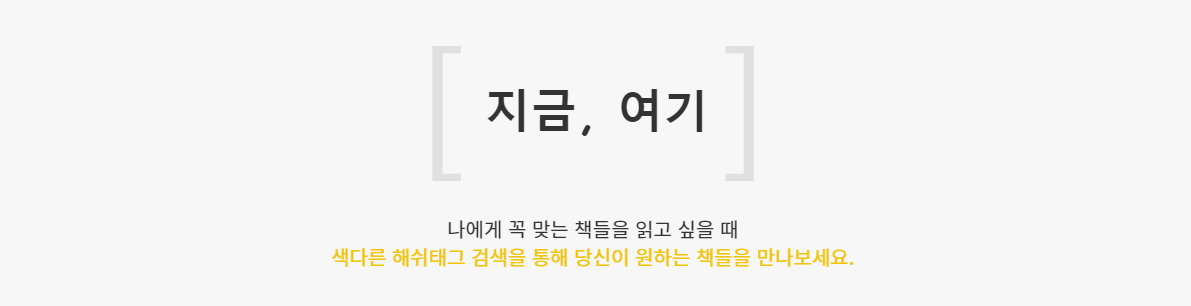 지금, 여기
나에게 꼭 맞는 책들을 읽고 싶을 때
색다른 해쉬태그 검색을 통해 당신이 원하는 책들을 만나보세요.